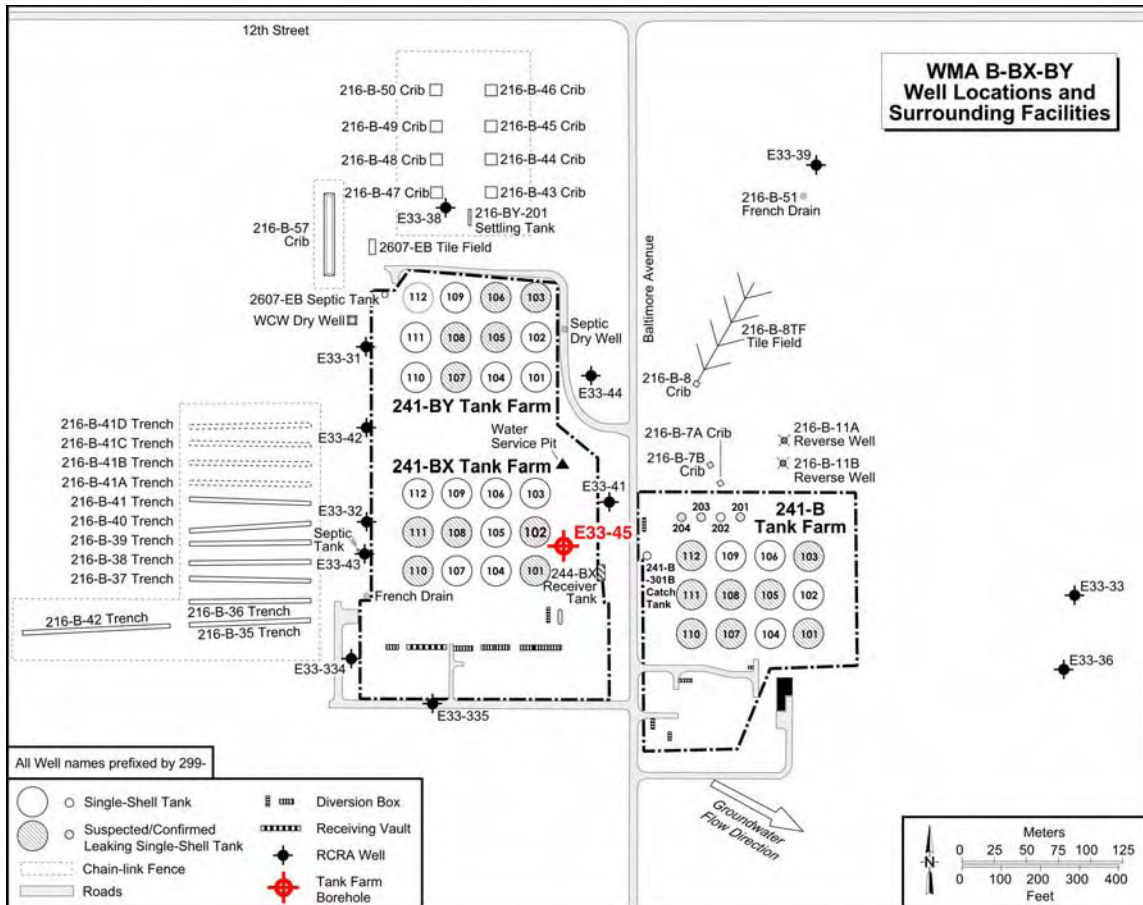 12th Street
WMA B-BX-BY
Well Locations and
Surrounding Facilities
216-B-50 Crib
216-B-46 Crib
216-B-49 Crib
216-B-45 Crib
216-B-48 Crib
216-B-44 Crib
216-B-47 Crib
216-B-43 Crib
E33-38
216-BY-201
Settling Tank
216-B-57
Crib
2607-EB Tile Field
E33-39
216-B-51
French Drain
Baltimore Avenue
2607-EB Septic Tank
WCW Dry Well
E33-31
112 109 106 103
111 108 105 102
110 107 104 101
241-BY Tank Farm
Septic
Dry Well
E33-44
216-B-8TF
Tile Field
216-B-8
Crib
216-B-7A Crib
216-B-7B
Crib
216-B-11A
Reverse Well
216-B-11B
Reverse Well
216-B-41D Trench
216-B-41C Trench
216-B-41B Trench
216-B-41A Trench
216-B-41 Trench
216-B-40 Trench
216-B-39 Trench
216-B-38 Trench
216-B-37 Trench
216-B-36 Trench
216-B-42 Trench
216-B-35 Trench
E33-42
Water
Service Pit
241-BX Tank Farm
E33-41
E33-32
Septic
Tank
E33-43
112 109 106 103
111 108 105 102
110 107 104 101
E33-45
244-BX
Receiver
Tank
French Drain
E33-334
E33-335
241-B
Tank Farm
204 203 202 201
241-B
-301B
Catch
Tank
112 109 106 103
111 108 105 102
110 107 104 101
E33-33
E33-36
Groundwater
Flow Direction
All Well names prefixed by 299-
Single-Shell Tank
Suspected/Confirmed
Leaking Single-Shell Tank
Chain-link Fence
Roads
Diversion Box
Receiving Vault
RCRA Well
Tank Farm
Borehole
N
Meters
0 25 50 75 100 125
0 100 200 300 400
Feet